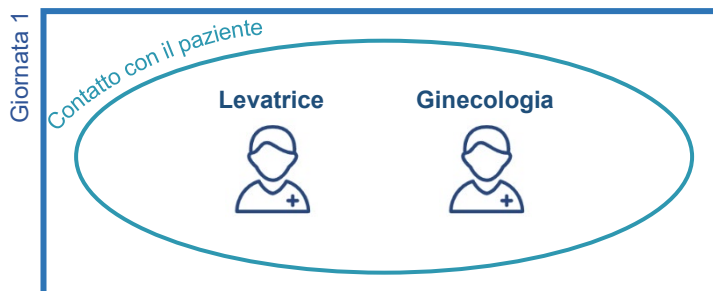 Giornata 1
Contatto con il paziente
Levatrice
Ginecologia